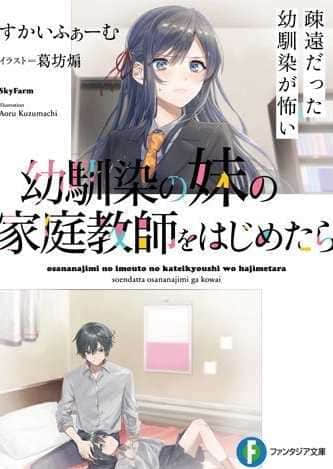 疎遠だった
幼馴染が怖い
すかいふぁーむ
イラスト=葛坊煽
SkyFarm
Illustration
Aoru Kuzumachi
幼馴染の妹の
家庭教師をはじめたら
osananajimi no imouto no kateikyoushi wo hajimetara
soendatta osananajimi ga kowai
F
ファンタジア文庫